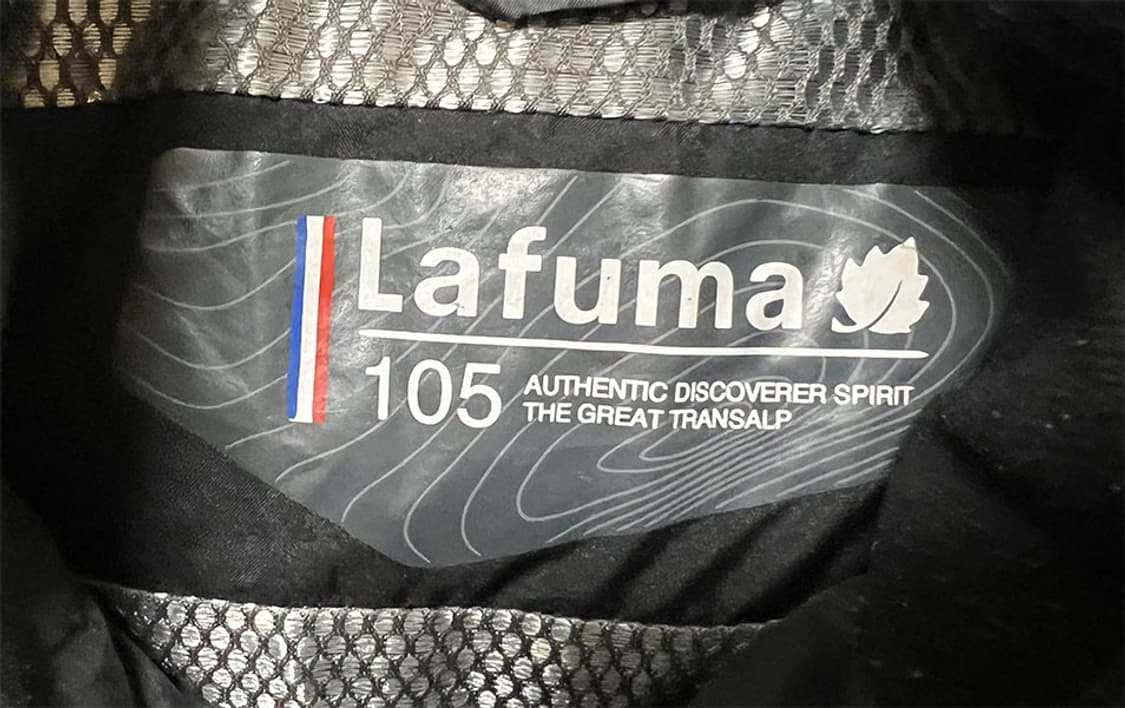 Lafuma
105
AUTHENTIC DISCOVERER SPIRIT
THE GREAT TRANSALP